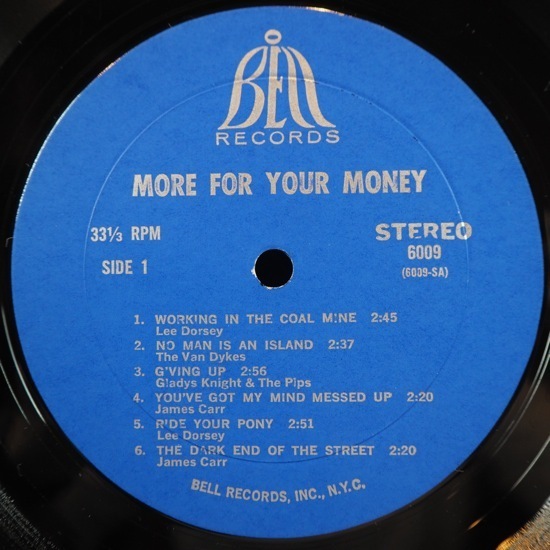 BELL
RECORDS
MORE FOR YOUR MONEY
33⅓ RPM
SIDE 1
STEREO
6009
(6009-SA)
1. WORKING IN THE COAL MINE 2:45
Lee Dorsey
2. NO MAN IS AN ISLAND 2:37
The Van Dykes
3. GIVING UP 2:56
Gladys Knight & The Pips
4. YOU'VE GOT MY MIND MESSED UP 2:20
James Carr
5. RIDE YOUR PONY 2:51
Lee Dorsey
6. THE DARK END OF THE STREET 2:20
James Carr
BELL RECORDS, INC., N.Y.C.